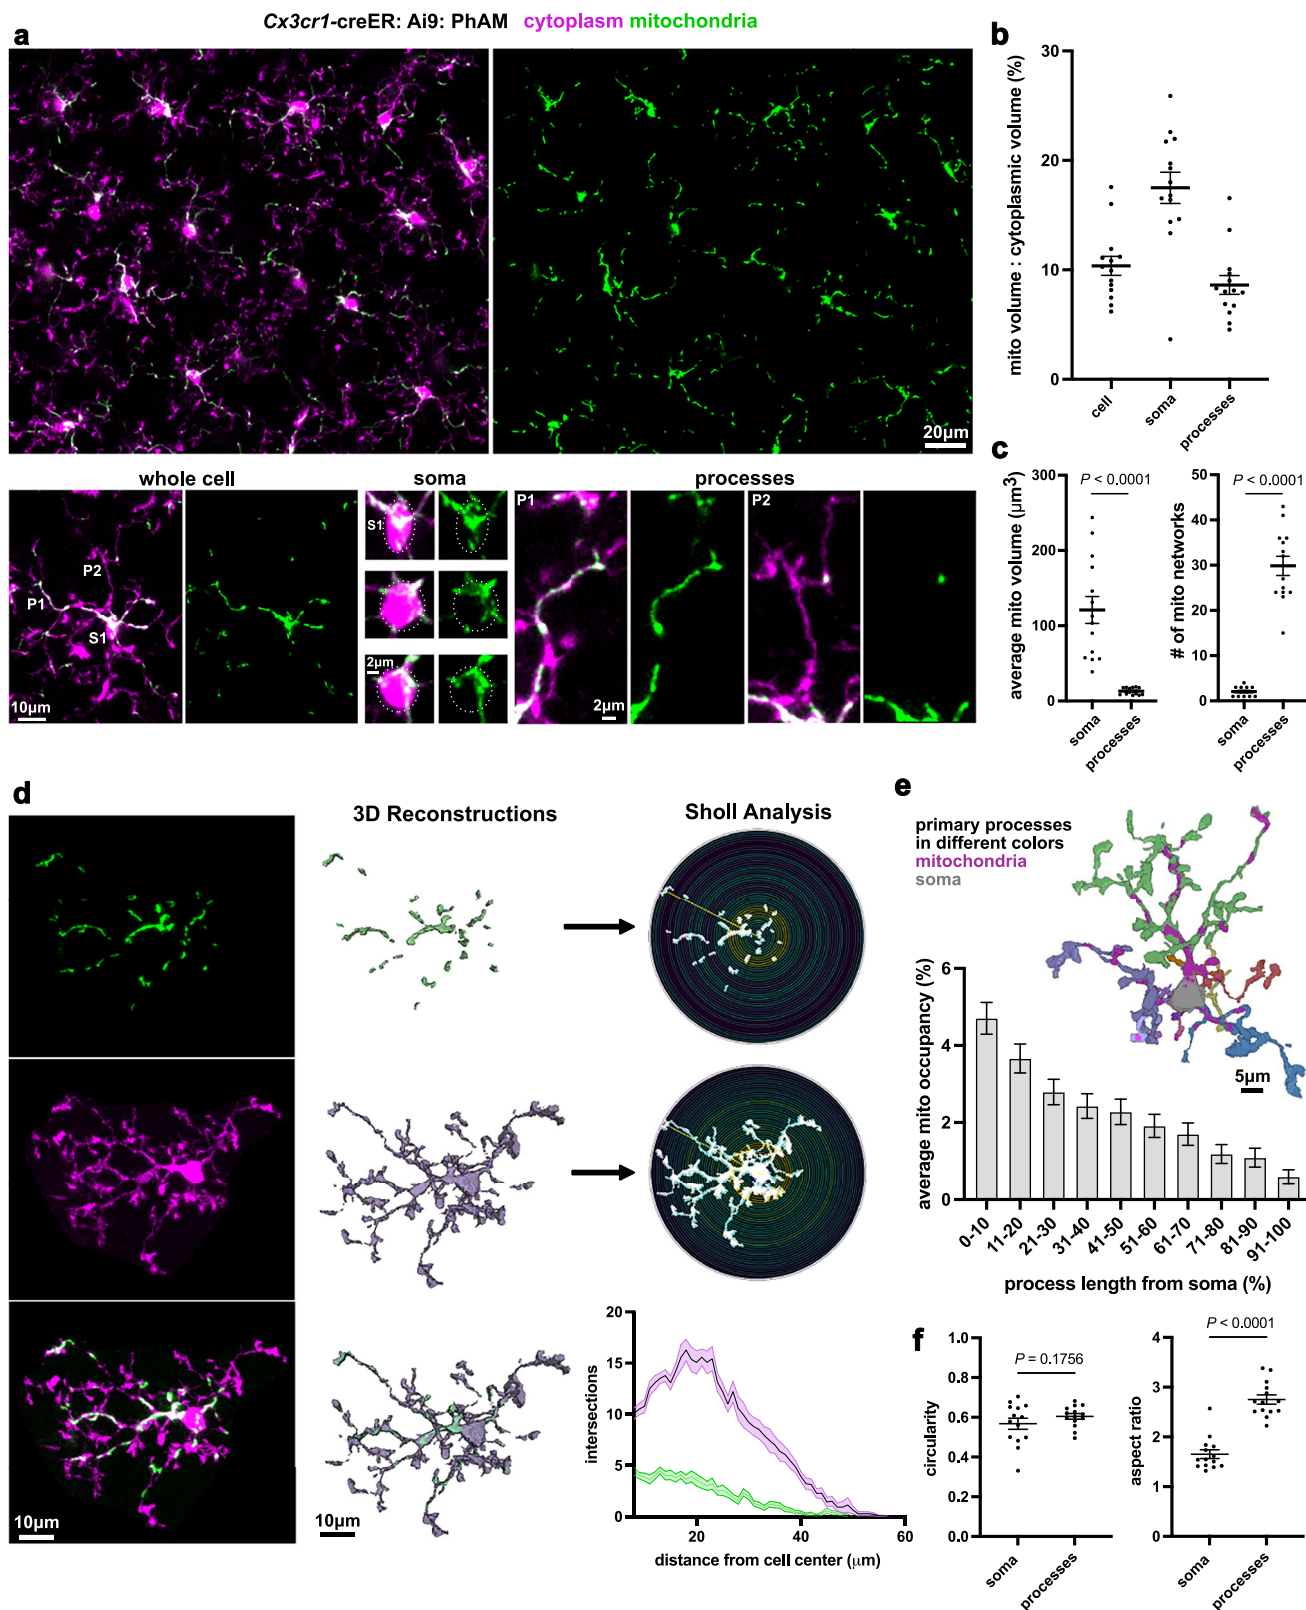 Cx3cr1-creER: Ai9: PhAM cytoplasm mitochondria
a
20μm
whole cell
soma
processes
P2
P1
S1
10μm
S1
2μm
P1
2μm
P2
b
mito volume : cytoplasmic volume (%)
30
20
10
0
cell
soma
processes
c
average mito volume (μm³)
300
200
100
0
P < 0.0001
soma
processes
# of mito networks
50
40
30
20
10
0
P < 0.0001
soma
processes
d
3D Reconstructions
Sholl Analysis
10μm
10μm
intersections
20
15
10
5
0
20
40
60
distance from cell center (μm)
e
primary processes
in different colors
mitochondria
soma
5μm
average mito occupancy (%)
6
4
2
0
0-10
11-20
21-30
31-40
41-50
51-60
61-70
71-80
81-90
91-100
process length from soma (%)
f
circularity
1.0
0.8
0.6
0.4
0.2
0.0
P = 0.1756
soma
processes
aspect ratio
4
3
2
1
0
P < 0.0001
soma
processes